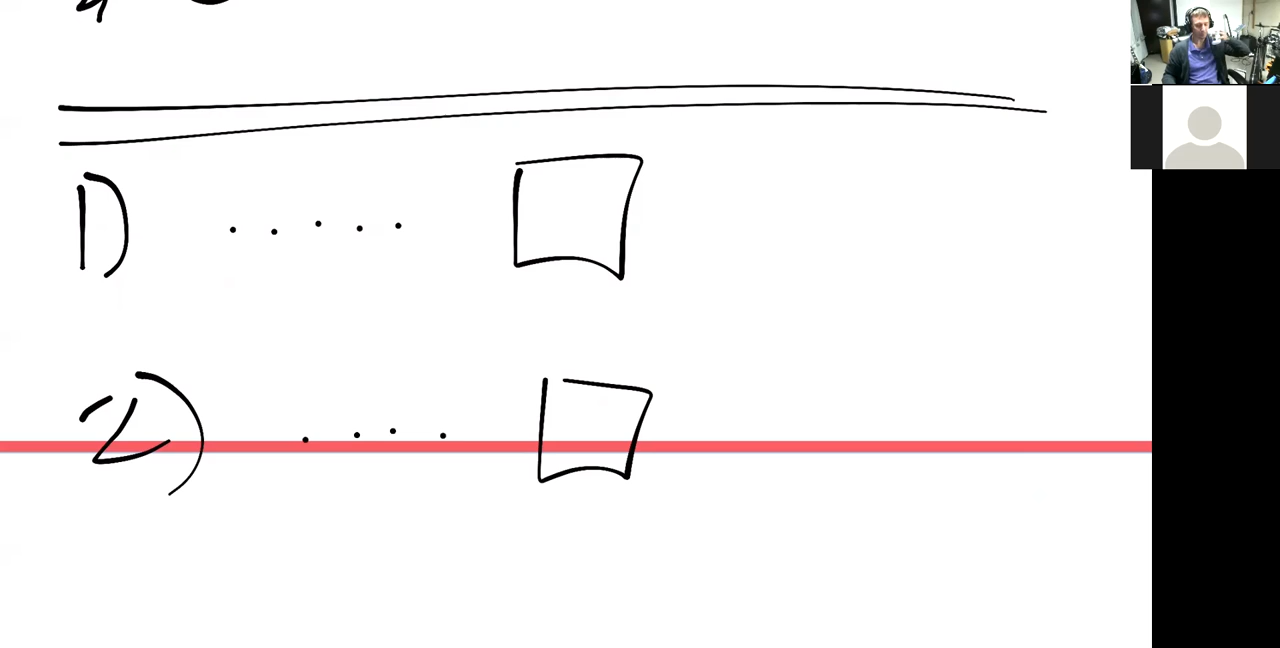 1) . . . . .
2) . . . .